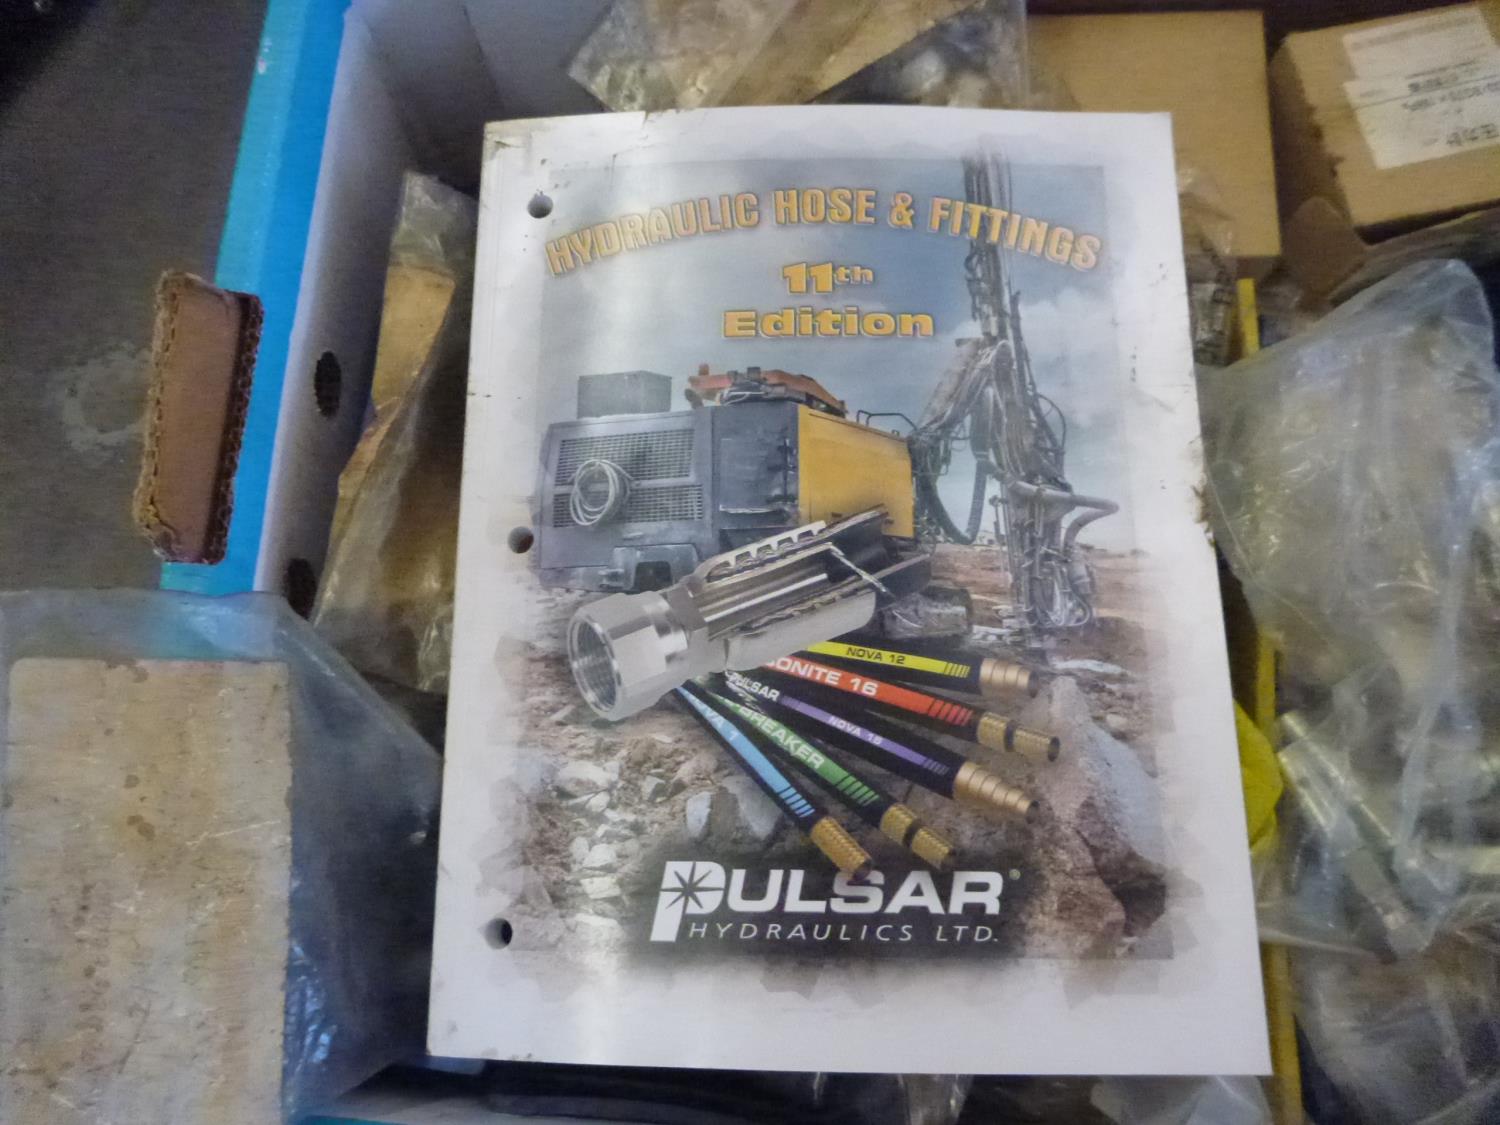 HYDRAULIC HOSE & FITTINGS
11th
Edition
NOVA 12
ONITE 16
PULSAR
NOVA 16
BREAKER
PULSAR®
HYDRAULICS LTD.